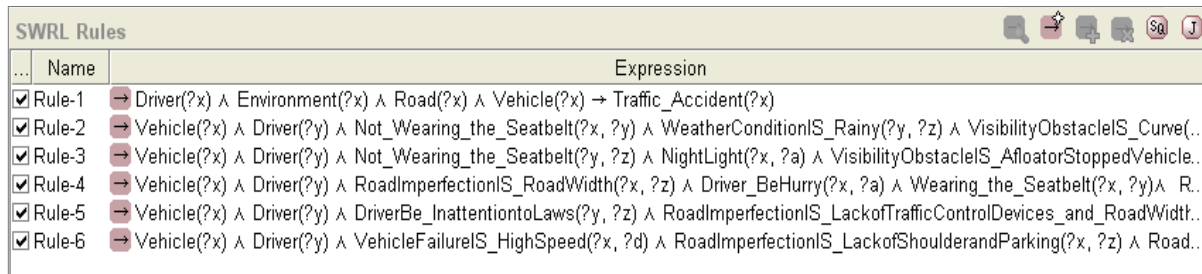 SWRL Rules
Sq J
... Name Expression
Rule-1 → Driver(?x) ∧ Environment(?x) ∧ Road(?x) ∧ Vehicle(?x) → Traffic_Accident(?x)
Rule-2 → Vehicle(?x) ∧ Driver(?y) ∧ Not_Wearing_the_Seatbelt(?x, ?y) ∧ WeatherConditionIS_Rainy(?y, ?z) ∧ VisibilityObstacleIS_Curve(...
Rule-3 → Vehicle(?x) ∧ Driver(?y) ∧ Not_Wearing_the_Seatbelt(?y, ?z) ∧ NightLight(?x, ?a) ∧ VisibilityObstacleIS_AfloatorStoppedVehicle...
Rule-4 → Vehicle(?x) ∧ Driver(?y) ∧ RoadImperfectionIS_RoadWidth(?x, ?z) ∧ Driver_BeHurry(?x, ?a) ∧ Wearing_the_Seatbelt(?x, ?y)∧ R...
Rule-5 → Vehicle(?x) ∧ Driver(?y) ∧ DriverBe_InattentiontoLaws(?y, ?z) ∧ RoadImperfectionIS_LackofTrafficControlDevices_and_RoadWidth...
Rule-6 → Vehicle(?x) ∧ Driver(?y) ∧ VehicleFailureIS_HighSpeed(?x, ?d) ∧ RoadImperfectionIS_LackofShoulderandParking(?x, ?z) ∧ Road...